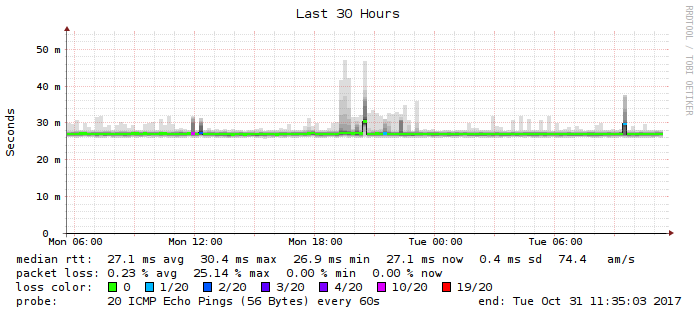 Last 30 Hours
RRDTOOL / TOBI OETIKER
Seconds
50 m
40 m
30 m
20 m
10 m
0
Mon 06:00 Mon 12:00 Mon 18:00 Tue 00:00 Tue 06:00
median rtt: 27.1 ms avg 30.4 ms max 26.9 ms min 27.1 ms now 0.4 ms sd 74.4 am/s
packet loss: 0.23 % avg 25.14 % max 0.00 % min 0.00 % now
loss color: 0 1/20 2/20 3/20 4/20 10/20 19/20
probe: 20 ICMP Echo Pings (56 Bytes) every 60s end: Tue Oct 31 11:35:03 2017